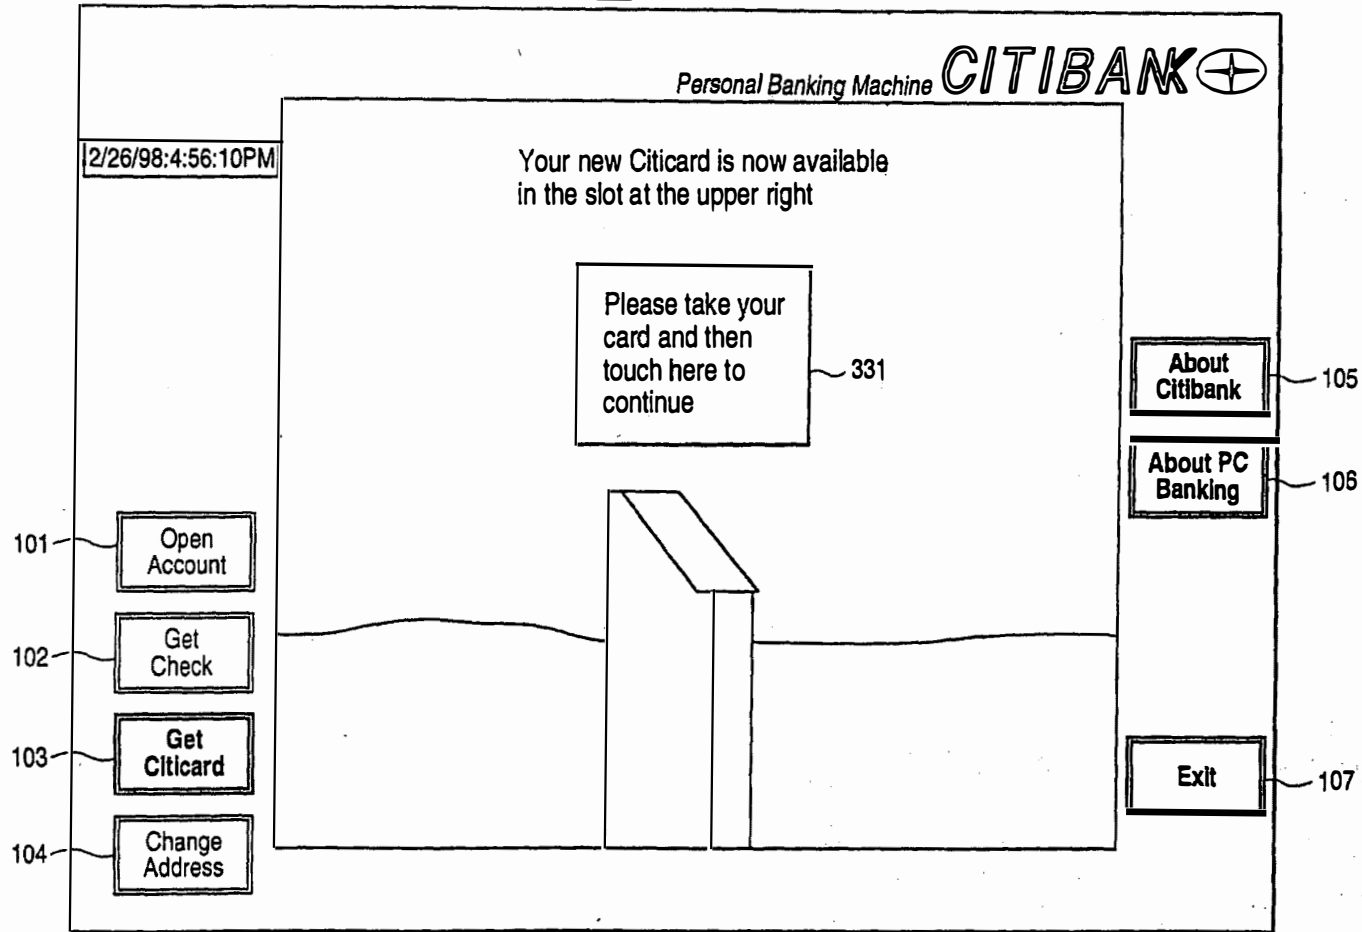 Personal Banking Machine CITIBANK
2/26/98:4:56:10PM
Your new Citicard is now available
in the slot at the upper right
Please take your
card and then
touch here to
continue
331
About
Citibank
105
About PC
Banking
106
101
Open
Account
102
Get
Check
103
Get
Citicard
104
Change
Address
Exit
107